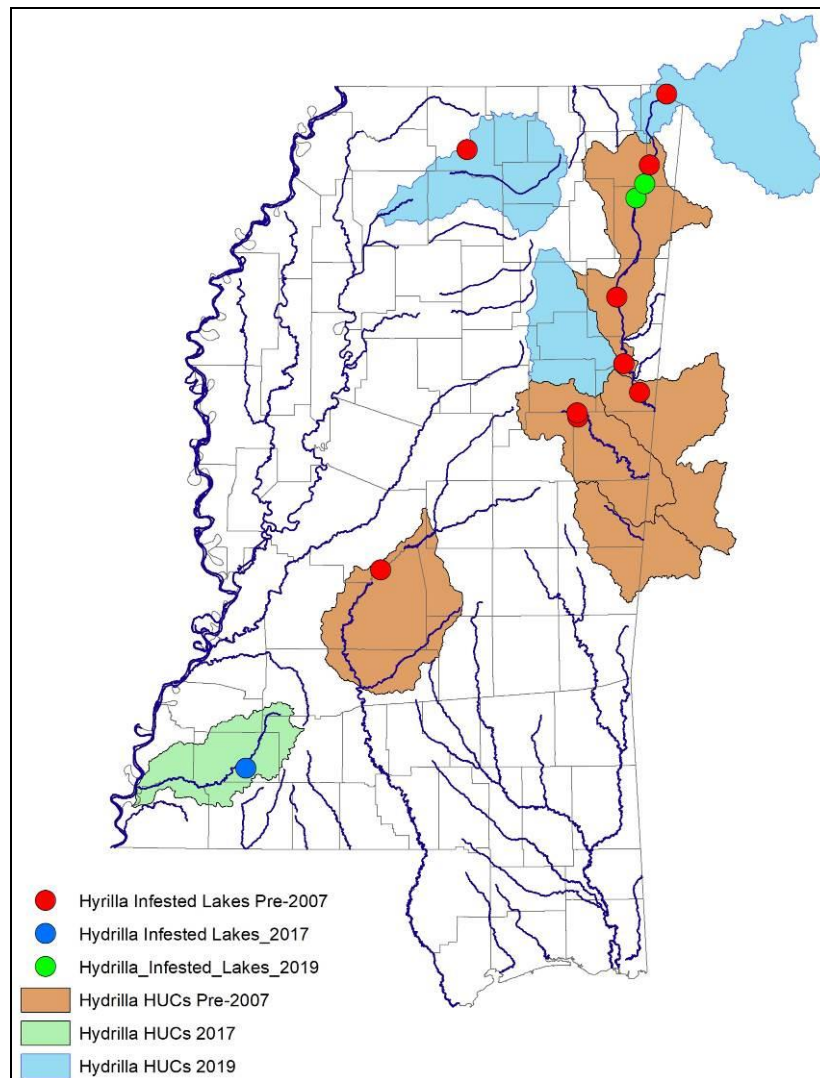 Hyrilla Infested Lakes Pre-2007
Hydrilla Infested Lakes_2017
Hydrilla_Infested_Lakes_2019
Hydrilla HUCs Pre-2007
Hydrilla HUCs 2017
Hydrilla HUCs 2019